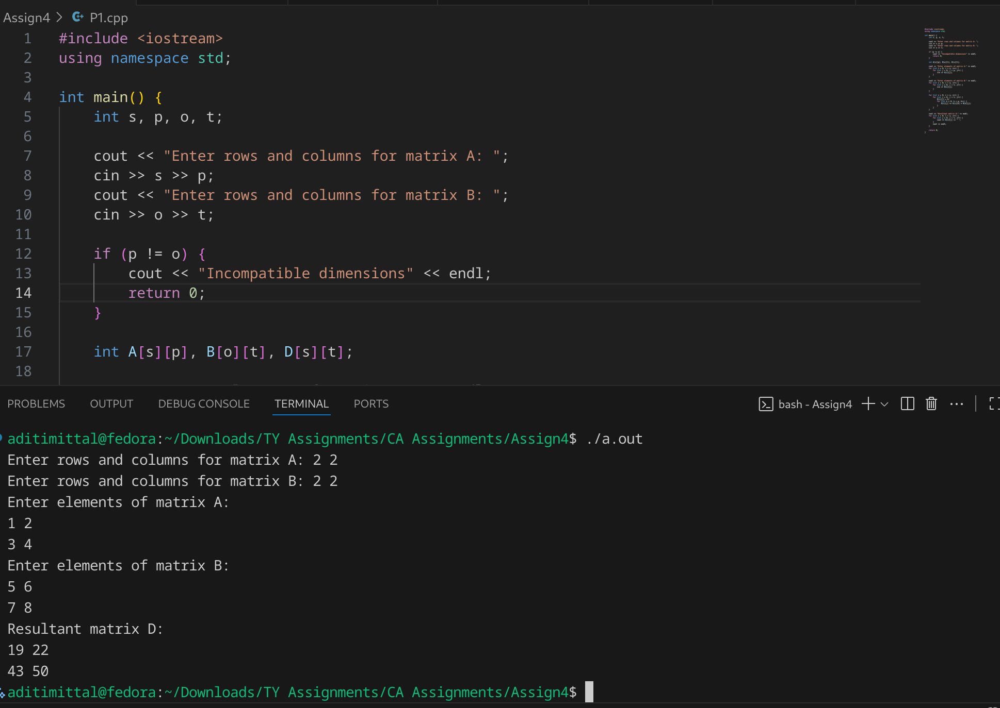 Assign4 > P1.cpp
1 #include <iostream>
2 using namespace std;
3
4 int main() {
5     int s, p, o, t;
6
7     cout << "Enter rows and columns for matrix A: ";
8     cin >> s >> p;
9     cout << "Enter rows and columns for matrix B: ";
10     cin >> o >> t;
11
12     if (p != o) {
13         cout << "Incompatible dimensions" << endl;
14         return 0;
15     }
16
17     int A[s][p], B[o][t], D[s][t];
18
PROBLEMS OUTPUT DEBUG CONSOLE TERMINAL PORTS bash - Assign4
aditimittal@fedora:~/Downloads/TY Assignments/CA Assignments/Assign4$ ./a.out
Enter rows and columns for matrix A: 2 2
Enter rows and columns for matrix B: 2 2
Enter elements of matrix A:
1 2
3 4
Enter elements of matrix B:
5 6
7 8
Resultant matrix D:
19 22
43 50
aditimittal@fedora:~/Downloads/TY Assignments/CA Assignments/Assign4$